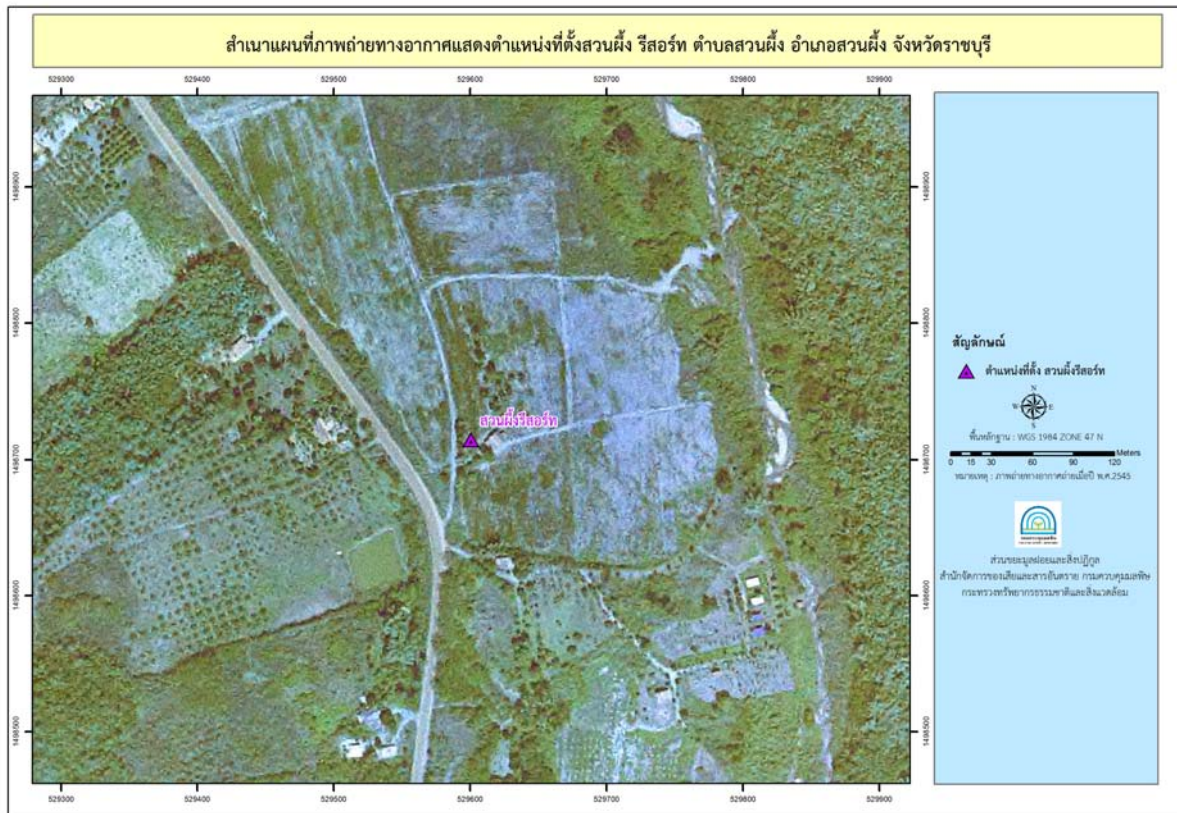 สำเนาแผนที่ภาพถ่ายทางอากาศแสดงตำแหน่งที่ตั้งสวนผึ้ง รีสอร์ท ตำบลสวนผึ้ง อำเภอสวนผึ้ง จังหวัดราชบุรี
529300 529400 529500 529600 529700 529800 529900
1498900 1498900
1498800 1498800
สวนผึ้งรีสอร์ท
1498700 1498700
1498600 1498600
1498500 1498500
529300 529400 529500 529600 529700 529800 529900
สัญลักษณ์
ตำแหน่งที่ตั้ง สวนผึ้งรีสอร์ท
N
W E
S
พื้นหลักฐาน : WGS 1984 ZONE 47 N
Meters
0 15 30 60 90 120
หมายเหตุ : ภาพถ่ายทางอากาศถ่ายเมื่อปี พ.ศ.2545
ส่วนขยะมูลฝอยและสิ่งปฏิกูล
สำนักจัดการของเสียและสารอันตราย กรมควบคุมมลพิษ
กระทรวงทรัพยากรธรรมชาติและสิ่งแวดล้อม